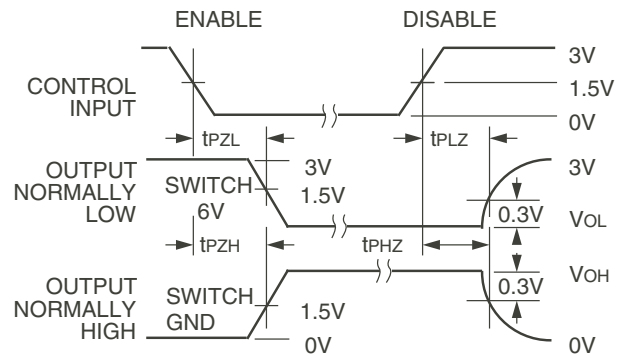 ENABLE DISABLE
3V
CONTROL INPUT 1.5V
0V
tPZL tPLZ
OUTPUT NORMALLY LOW
3V 3V
SWITCH 6V
1.5V
0.3V VOL
tPZH tPHZ
VOH
OUTPUT NORMALLY HIGH
SWITCH GND
0.3V
1.5V
0V 0V